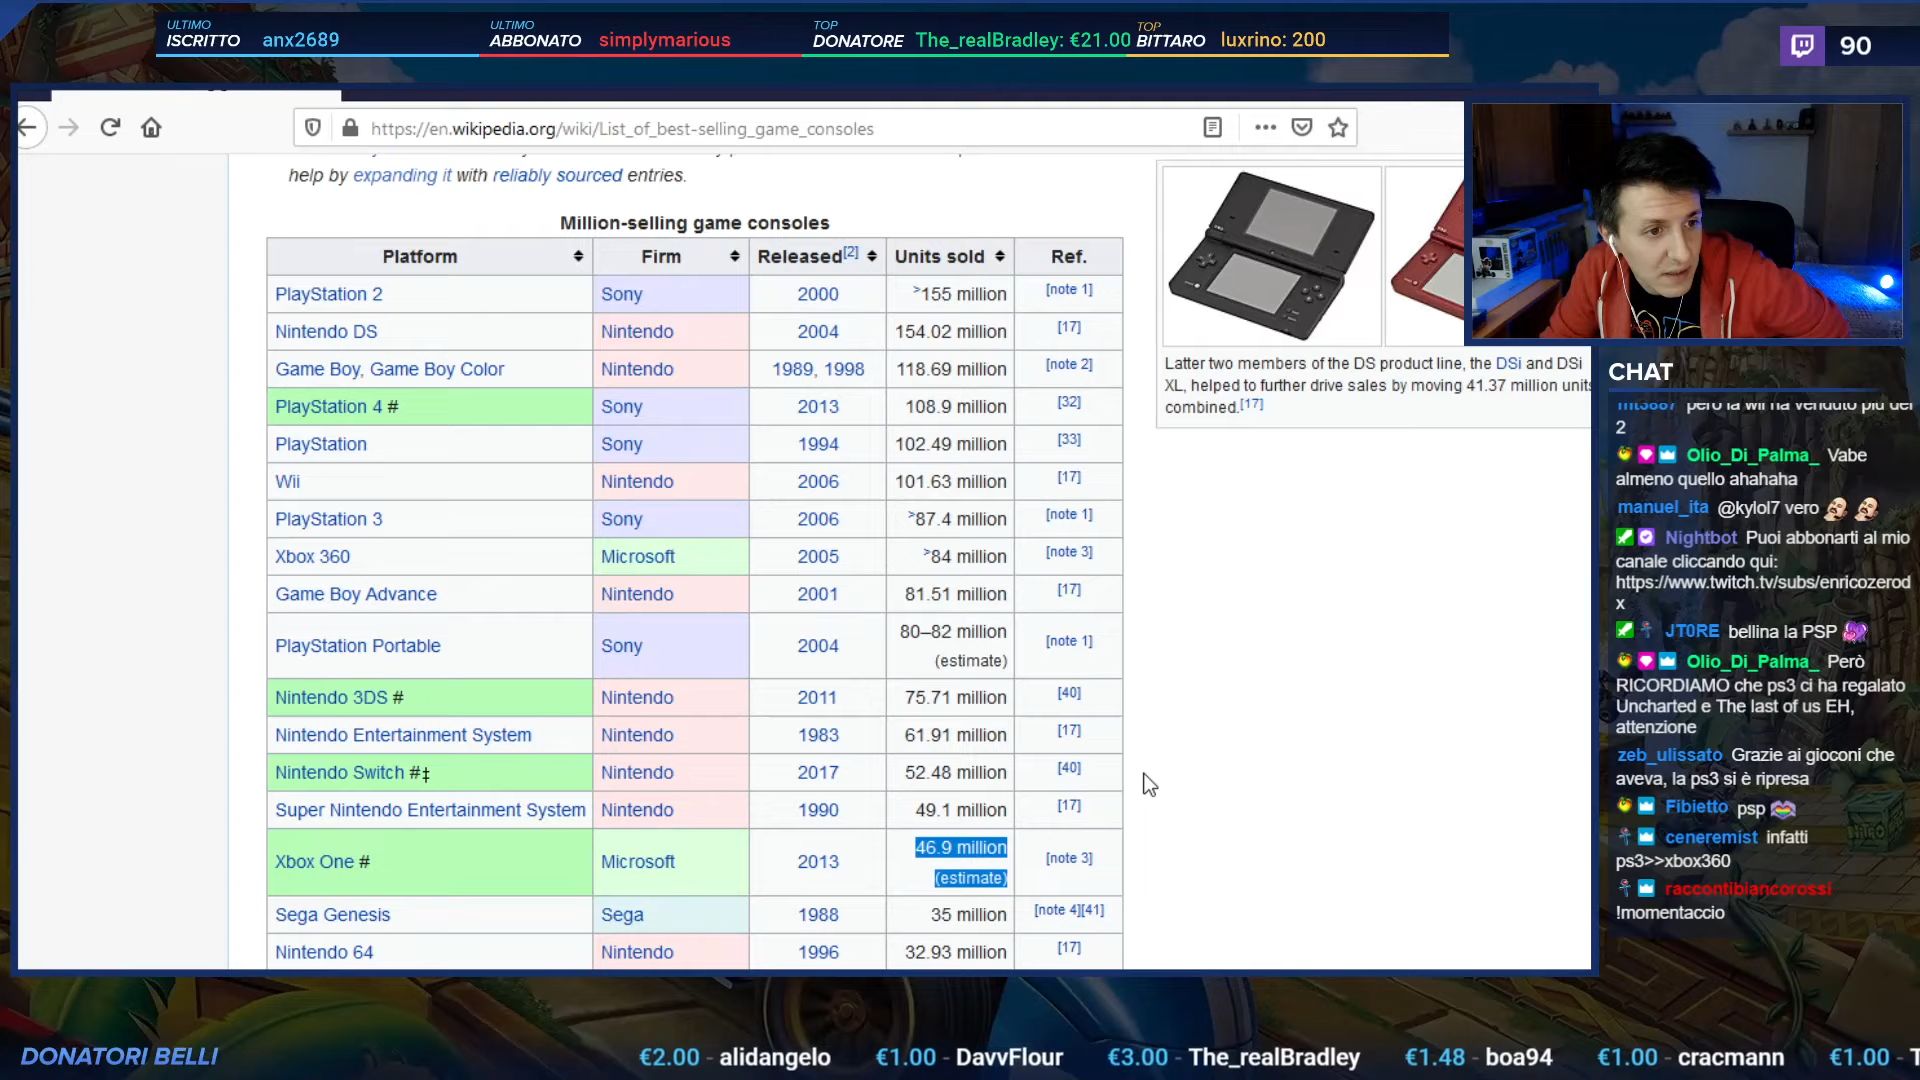 ULTIMO
ISCRITTO anx2689
ULTIMO
ABBONATO simplymarious
TOP
DONATORE The_realBradley: €21.00
TOP
BITTARO luxrino: 200
90
https://en.wikipedia.org/wiki/List_of_best-selling_game_consoles
help by expanding it with reliably sourced entries.
Million-selling game consoles
Platform Firm Released[2] Units sold Ref.
PlayStation 2 Sony 2000 >155 million [note 1]
Nintendo DS Nintendo 2004 154.02 million [17]
Game Boy, Game Boy Color Nintendo 1989, 1998 118.69 million [note 2]
PlayStation 4 # Sony 2013 108.9 million [32]
PlayStation Sony 1994 102.49 million [33]
Wii Nintendo 2006 101.63 million [17]
PlayStation 3 Sony 2006 >87.4 million [note 1]
Xbox 360 Microsoft 2005 >84 million [note 3]
Game Boy Advance Nintendo 2001 81.51 million [17]
PlayStation Portable Sony 2004 80–82 million (estimate) [note 1]
Nintendo 3DS # Nintendo 2011 75.71 million [40]
Nintendo Entertainment System Nintendo 1983 61.91 million [17]
Nintendo Switch #‡ Nintendo 2017 52.48 million [40]
Super Nintendo Entertainment System Nintendo 1990 49.1 million [17]
Xbox One # Microsoft 2013 46.9 million (estimate) [note 3]
Sega Genesis Sega 1988 35 million [note 4][41]
Nintendo 64 Nintendo 1996 32.93 million [17]
Latter two members of the DS product line, the DSi and DSi
XL, helped to further drive sales by moving 41.37 million units
combined.[17]
CHAT
però la wii ha venduto più del
2
Olio_Di_Palma_ Vabe
almeno quello ahahaha
manuel_ita @kylol7 vero
Nightbot Puoi abbonarti al mio
canale cliccando qui:
https://www.twitch.tv/subs/enricozerod
x
JT0RE bellina la PSP
Olio_Di_Palma_ Però
RICORDIAMO che ps3 ci ha regalato
Uncharted e The last of us EH,
attenzione
zeb_ulissato Grazie ai gioconi che
aveva, la ps3 si è ripresa
Fibietto psp
ceneremist infatti
ps3>>xbox360
raccontibiancorossi
!momentaccio
DONATORI BELLI
€2.00 - alidangelo €1.00 - DavvFlour €3.00 - The_realBradley €1.48 - boa94 €1.00 - cracmann €1.00 -